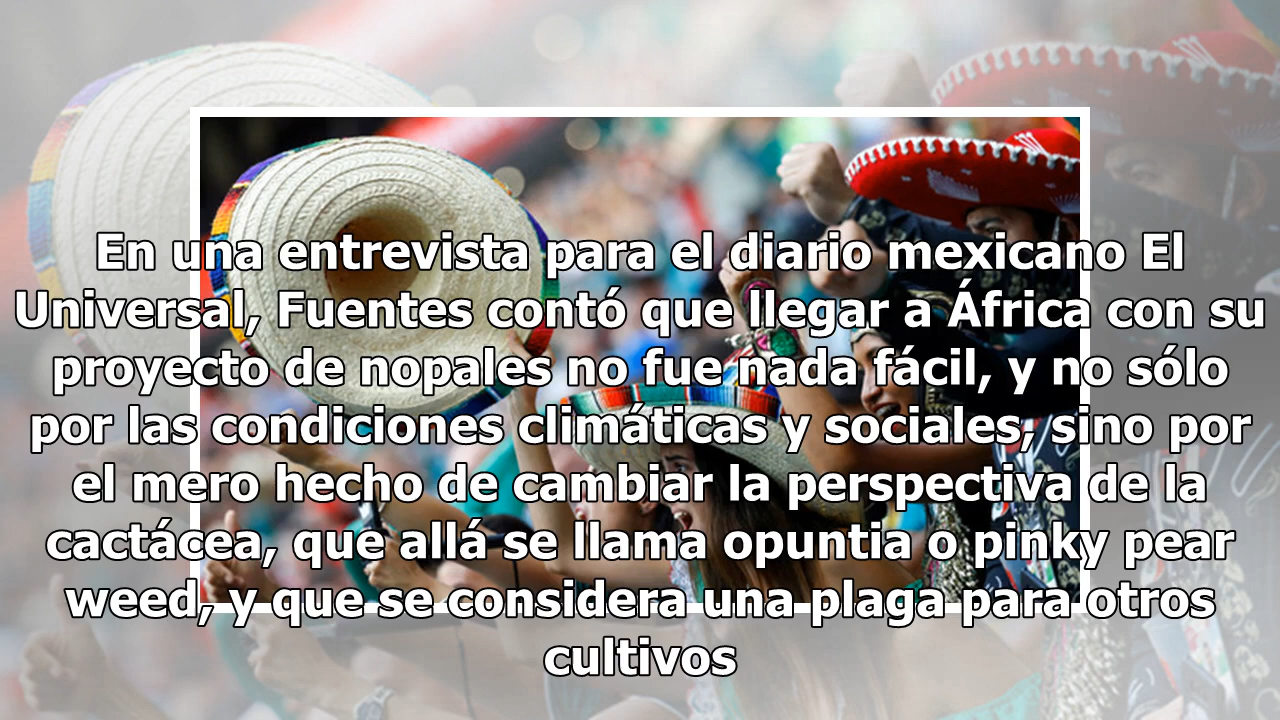 En una entrevista para el diario mexicano El
Universal, Fuentes contó que llegar a África con su
proyecto de nopales no fue nada fácil, y no sólo
por las condiciones climáticas y sociales, sino por
el mero hecho de cambiar la perspectiva de la
cactácea, que allá se llama opuntia o pinky pear
weed, y que se considera una plaga para otros
cultivos